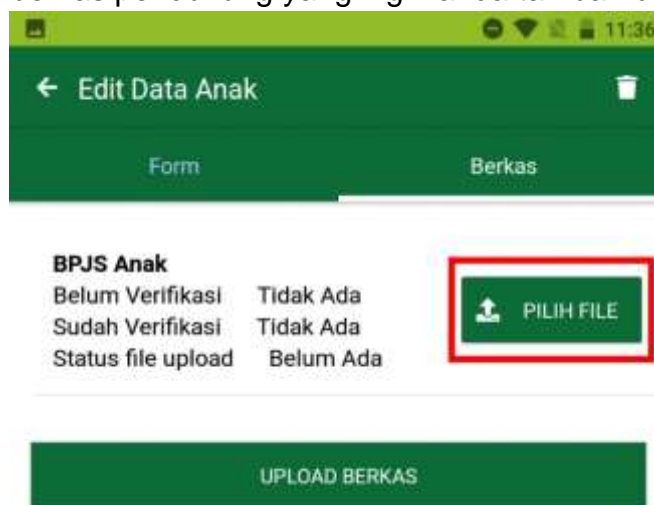 11:36
Edit Data Anak
Form Berkas
BPJS Anak
Belum Verifikasi Tidak Ada
Sudah Verifikasi Tidak Ada
Status file upload Belum Ada
PILIH FILE
UPLOAD BERKAS